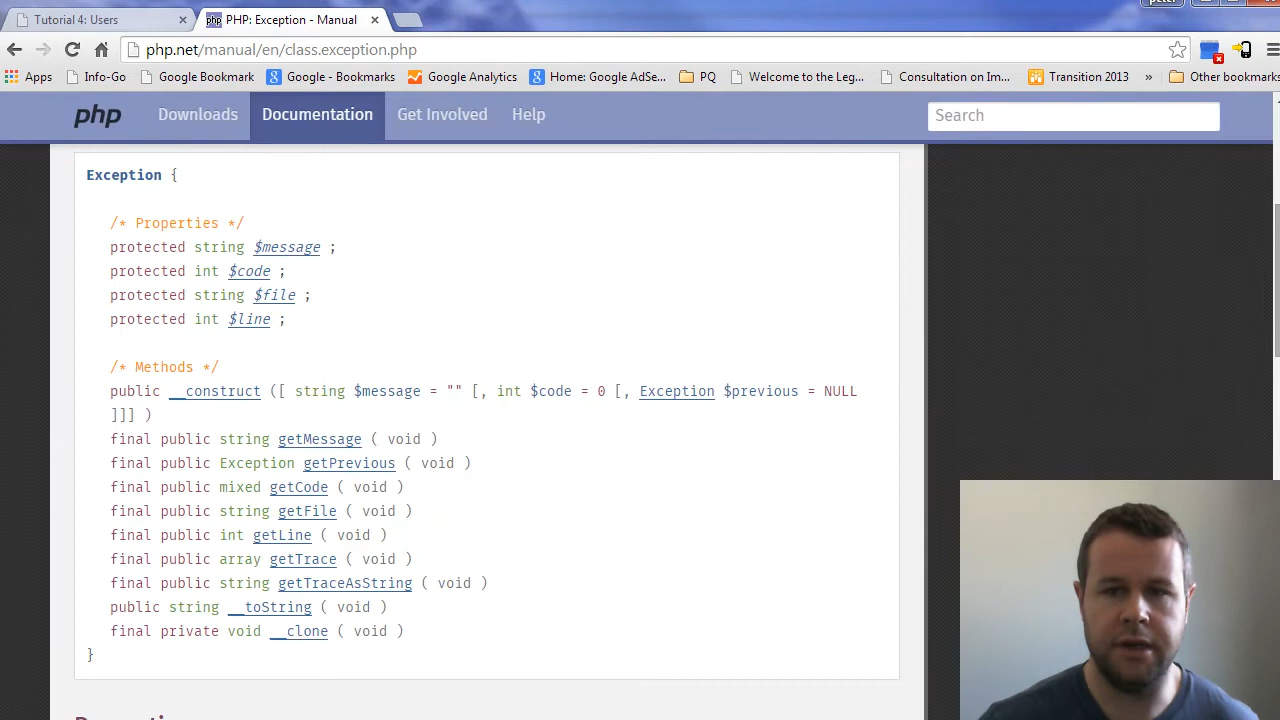 peter
Tutorial 4: Users
php PHP: Exception - Manual
php.net/manual/en/class.exception.php
Apps Info-Go Google Bookmark Google - Bookmarks Google Analytics Home: Google AdSe... PQ Welcome to the Leg... Consultation on Im... Transition 2013 » Other bookmarks
php Downloads Documentation Get Involved Help Search
Exception {
/* Properties */
protected string $message ;
protected int $code ;
protected string $file ;
protected int $line ;
/* Methods */
public __construct ([ string $message = "" [, int $code = 0 [, Exception $previous = NULL
]]] )
final public string getMessage ( void )
final public Exception getPrevious ( void )
final public mixed getCode ( void )
final public string getFile ( void )
final public int getLine ( void )
final public array getTrace ( void )
final public string getTraceAsString ( void )
public string __toString ( void )
final private void __clone ( void )
}